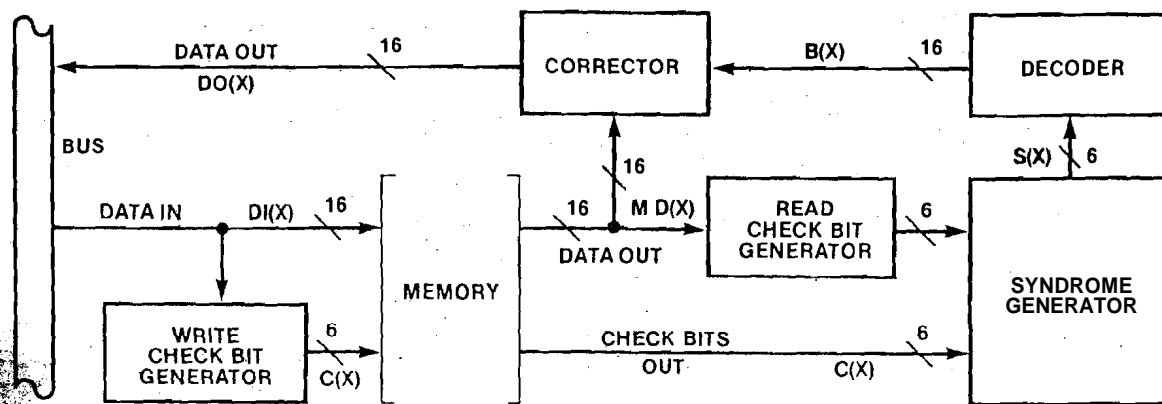 DATA OUT
16
DO(X)
CORRECTOR
B(X)
16
DECODER
BUS
16
S(X)
6
DATA IN
DI(X)
16
MEMORY
16
M D(X)
DATA OUT
READ
CHECK BIT
GENERATOR
6
SYNDROME
GENERATOR
WRITE
CHECK BIT
GENERATOR
6
C(X)
CHECK BITS
OUT
C(X)
6